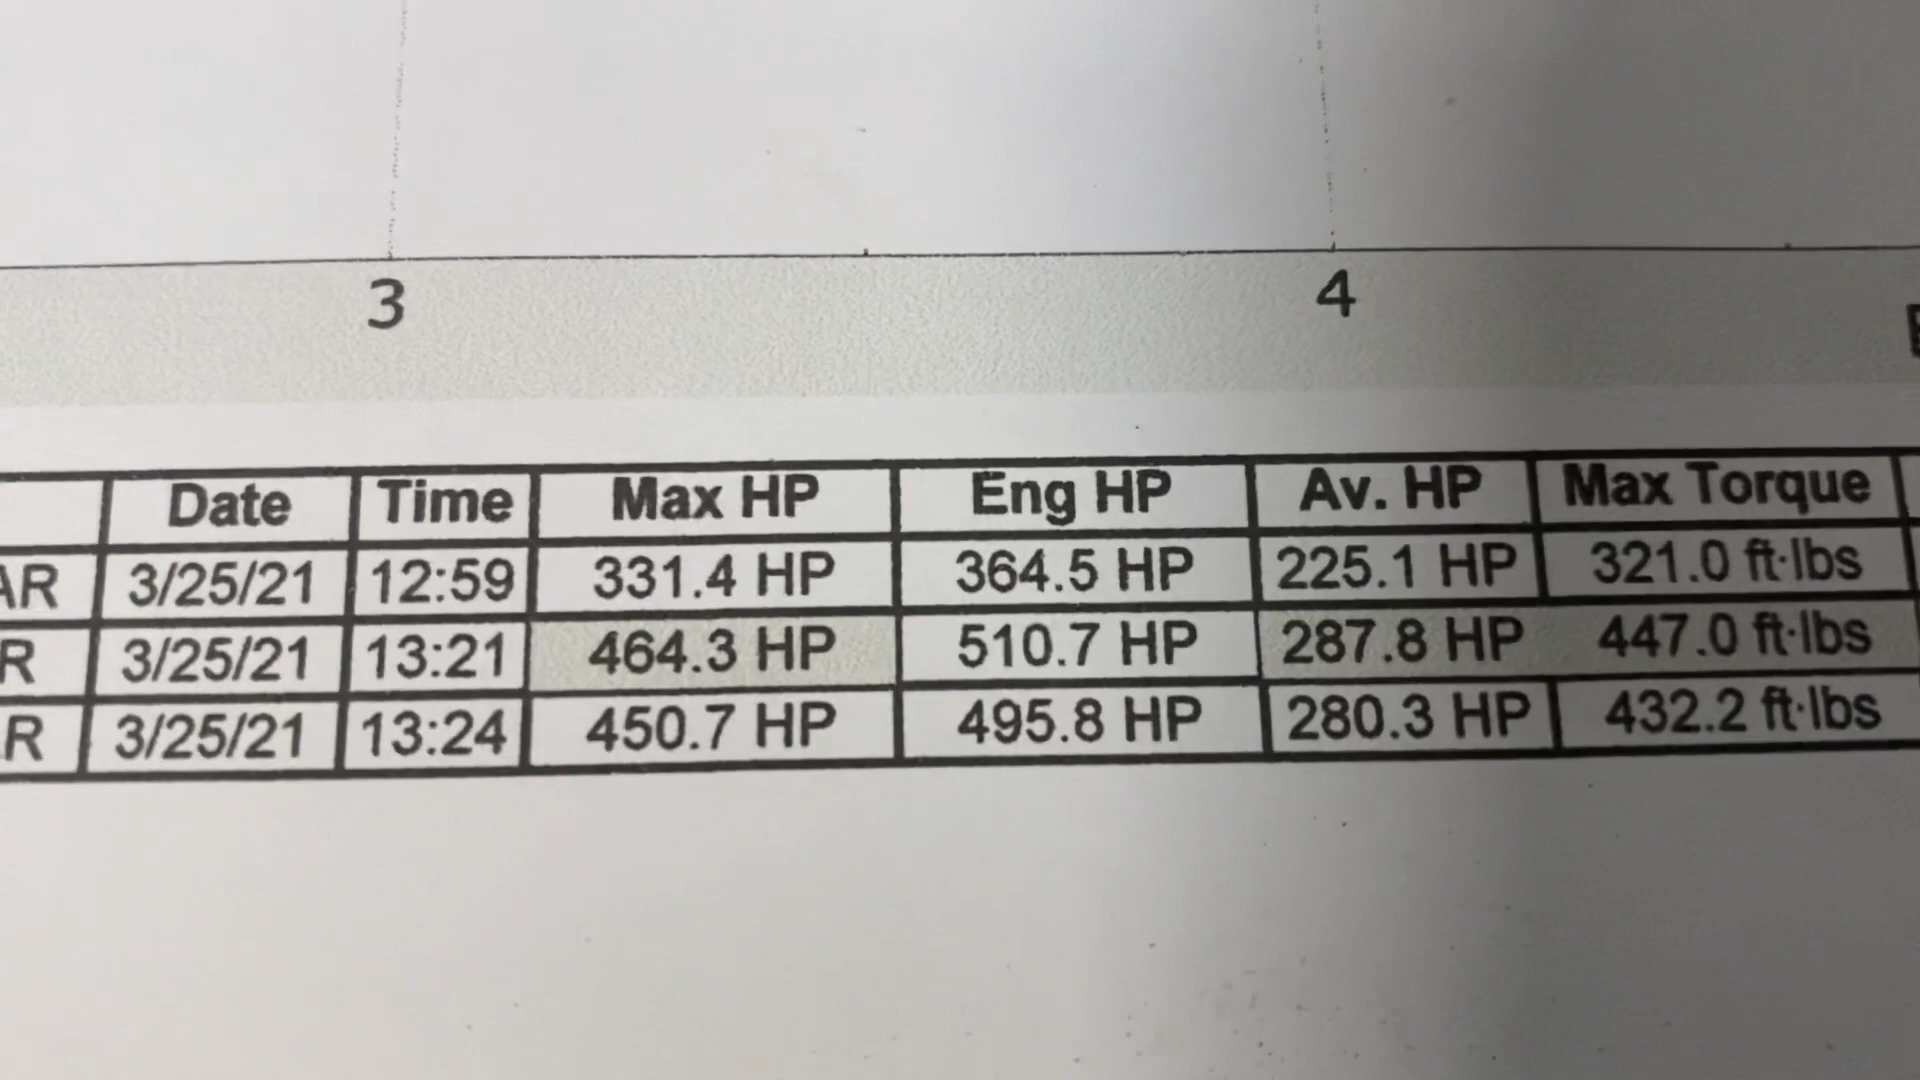 3 4
Date Time Max HP Eng HP Av. HP Max Torque
AR 3/25/21 12:59 331.4 HP 364.5 HP 225.1 HP 321.0 ft·lbs
R 3/25/21 13:21 464.3 HP 510.7 HP 287.8 HP 447.0 ft·lbs
R 3/25/21 13:24 450.7 HP 495.8 HP 280.3 HP 432.2 ft·lbs